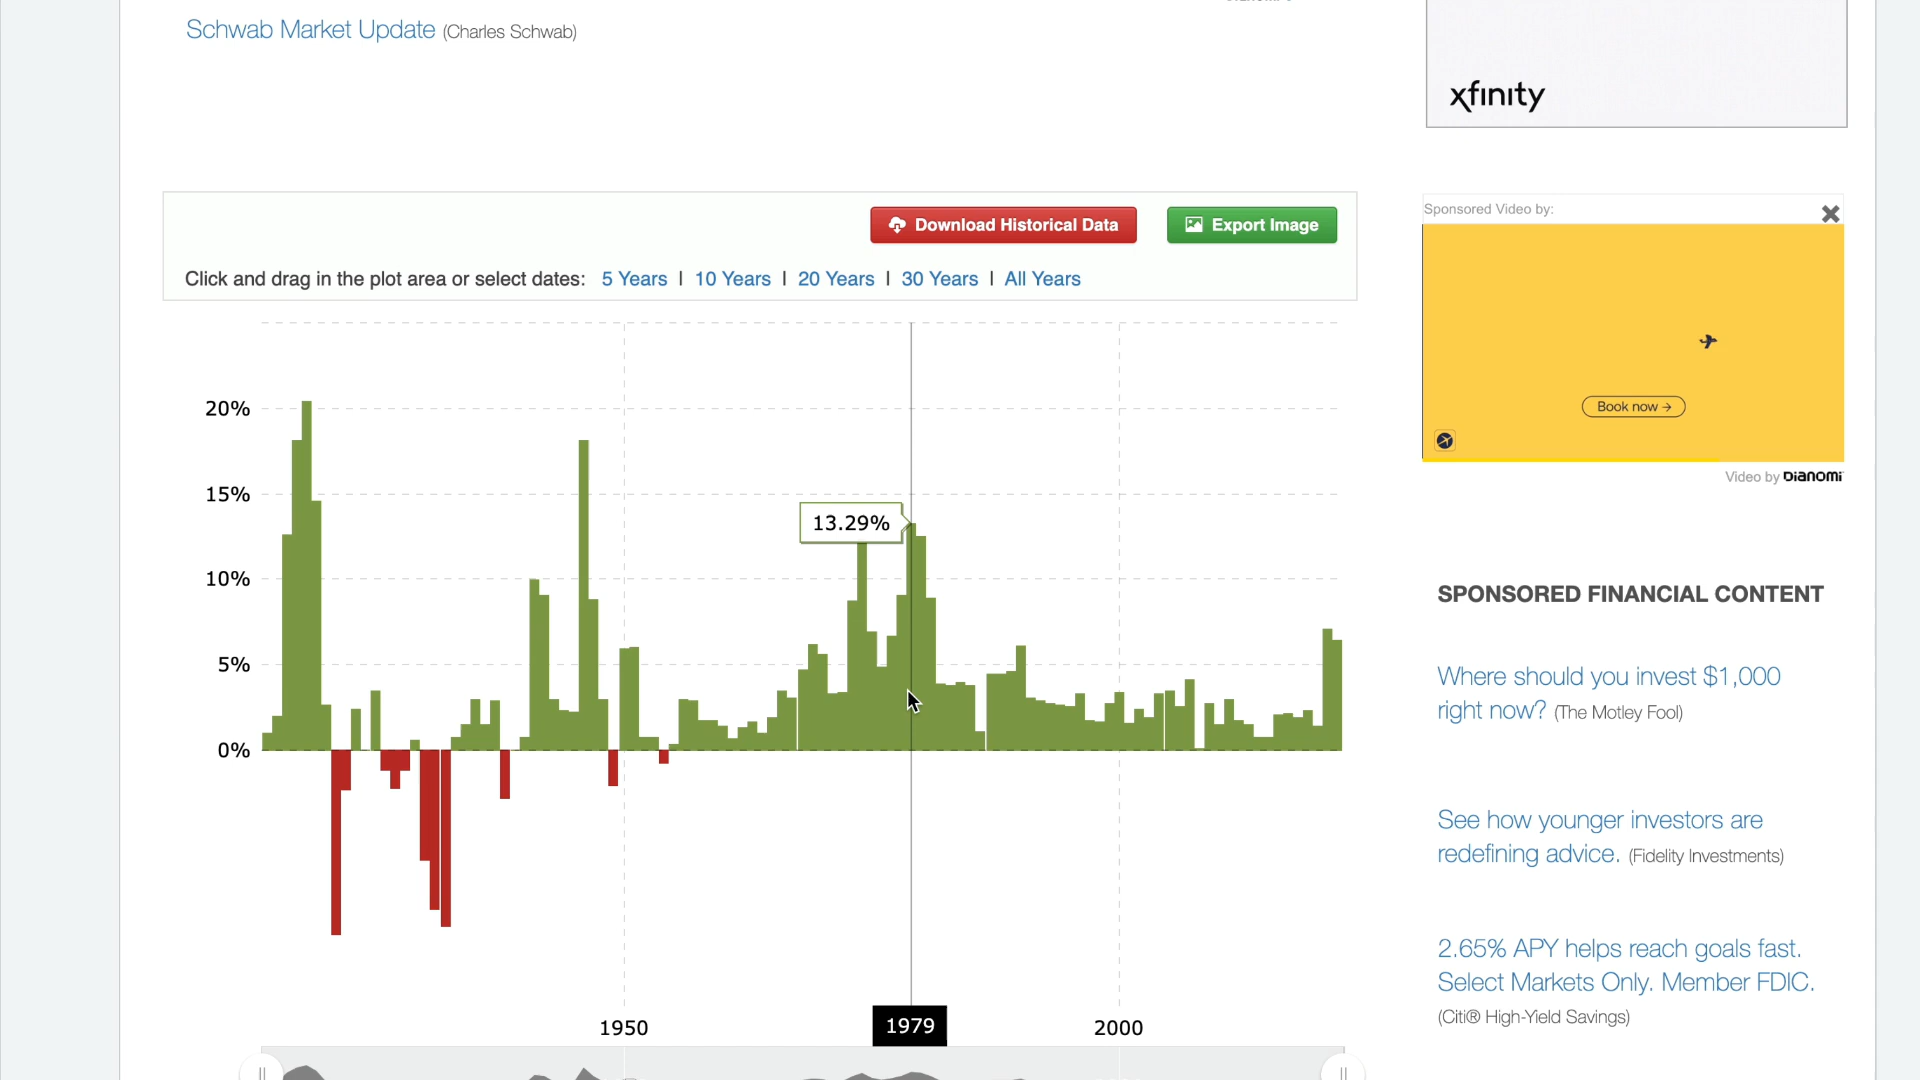 Schwab Market Update (Charles Schwab)
xfinity
Download Historical Data
Export Image
Click and drag in the plot area or select dates: 5 Years | 10 Years | 20 Years | 30 Years | All Years
20%
15%
10%
5%
0%
13.29%
1950
1979
2000
Sponsored Video by:
Book now →
Video by Dianomi
SPONSORED FINANCIAL CONTENT
Where should you invest $1,000
right now? (The Motley Fool)
See how younger investors are
redefining advice. (Fidelity Investments)
2.65% APY helps reach goals fast.
Select Markets Only. Member FDIC.
(Citi® High-Yield Savings)